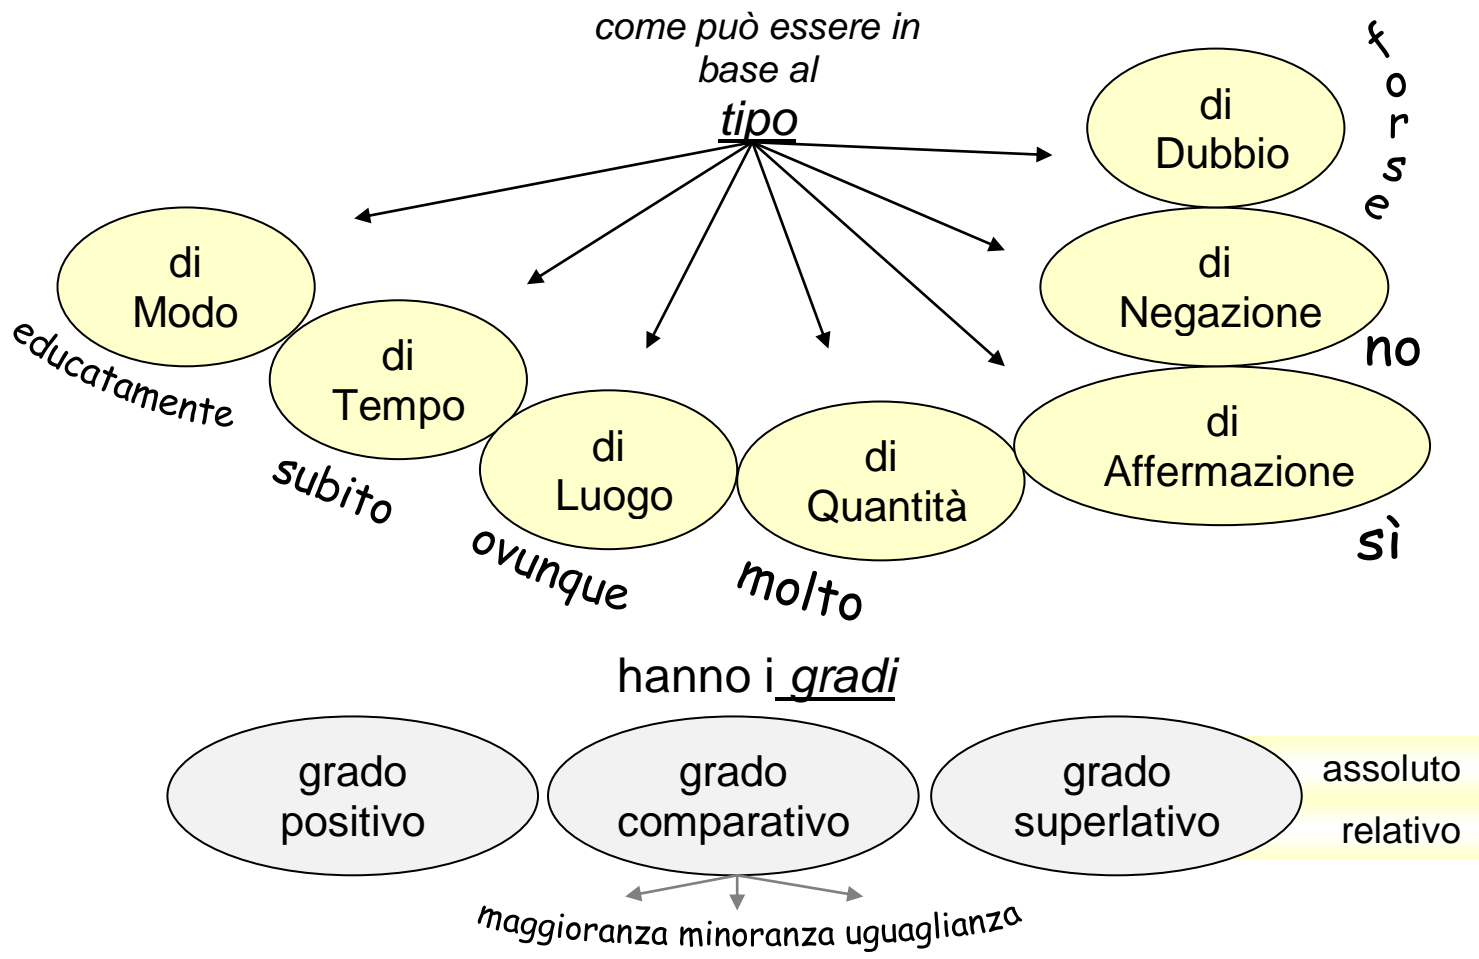 come può essere in
base al
tipo
di
Dubbio
forse
di
Negazione
no
di
Modo
educatamente
di
Tempo
subito
di
Luogo
ovunque
di
Quantità
molto
di
Affermazione
sì
hanno i gradi
grado
positivo
grado
comparativo
grado
superlativo
assoluto
relativo
maggioranza minoranza uguaglianza